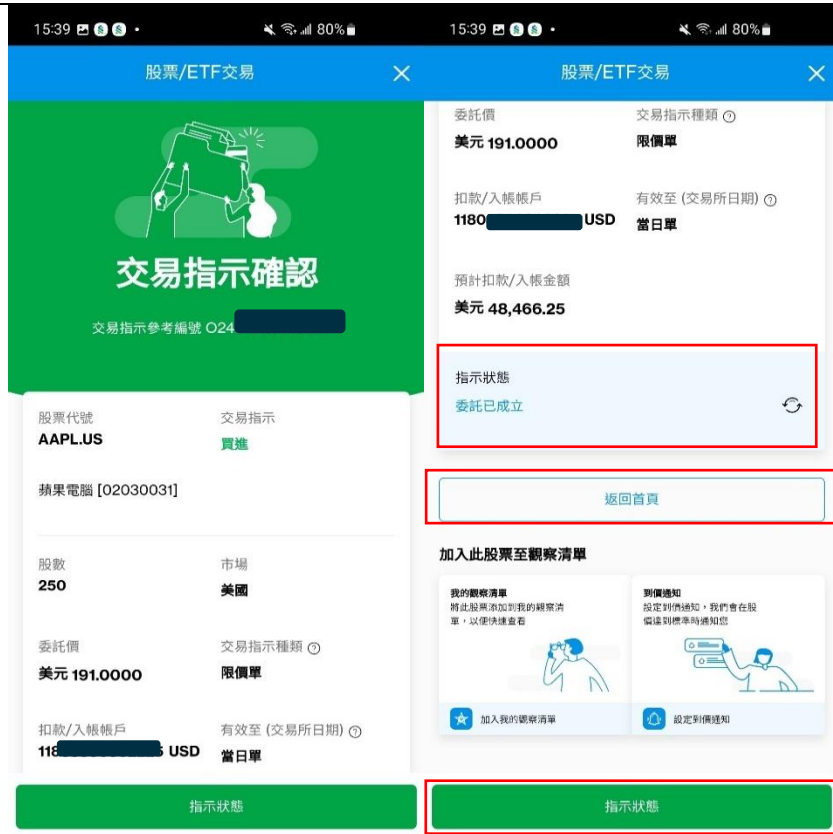 15:39
80%
股票/ETF交易
交易指示確認
交易指示參考編號 O24
股票代號
交易指示
AAPL.US
買進
蘋果電腦 [02030031]
股數
市場
250
美國
委託價
交易指示種類
美元 191.0000
限價單
扣款/入帳帳戶
有效至 (交易所日期)
118
USD
當日單
指示狀態
15:39
80%
股票/ETF交易
委託價
交易指示種類
美元 191.0000
限價單
扣款/入帳帳戶
有效至 (交易所日期)
1180
USD
當日單
預計扣款/入帳金額
美元 48,466.25
指示狀態
委託已成立
返回首頁
加入此股票至觀察清單
我的觀察清單
將此股票添加到我的觀察清
單，以便快速查看
加入我的觀察清單
到價通知
設定到價通知，我們會在股
價達到標準時通知您
設定到價通知
指示狀態